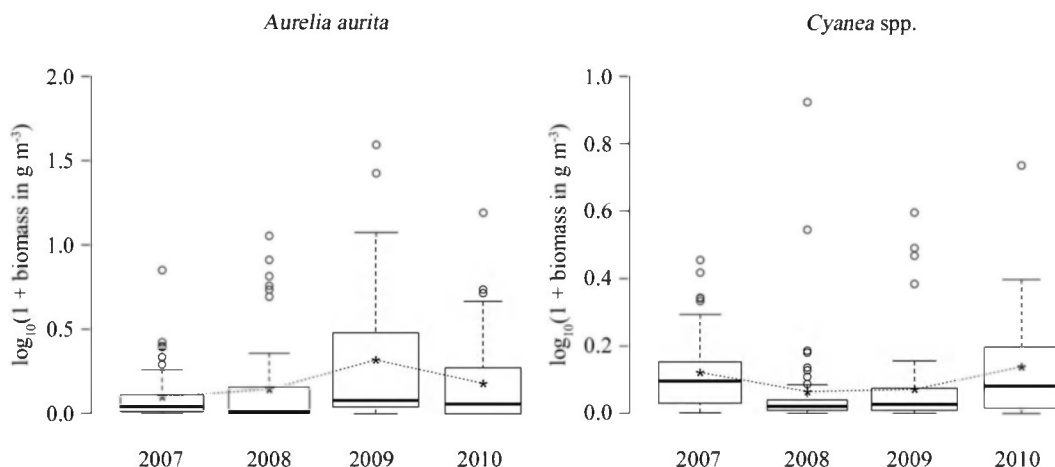 Aurelia aurita
log₁₀(1 + biomass in g m⁻³)
2.0
1.5
1.0
0.5
0.0
2007 2008 2009 2010
Cyanea spp.
log₁₀(1 + biomass in g m⁻³)
1.0
0.8
0.6
0.4
0.2
0.0
2007 2008 2009 2010